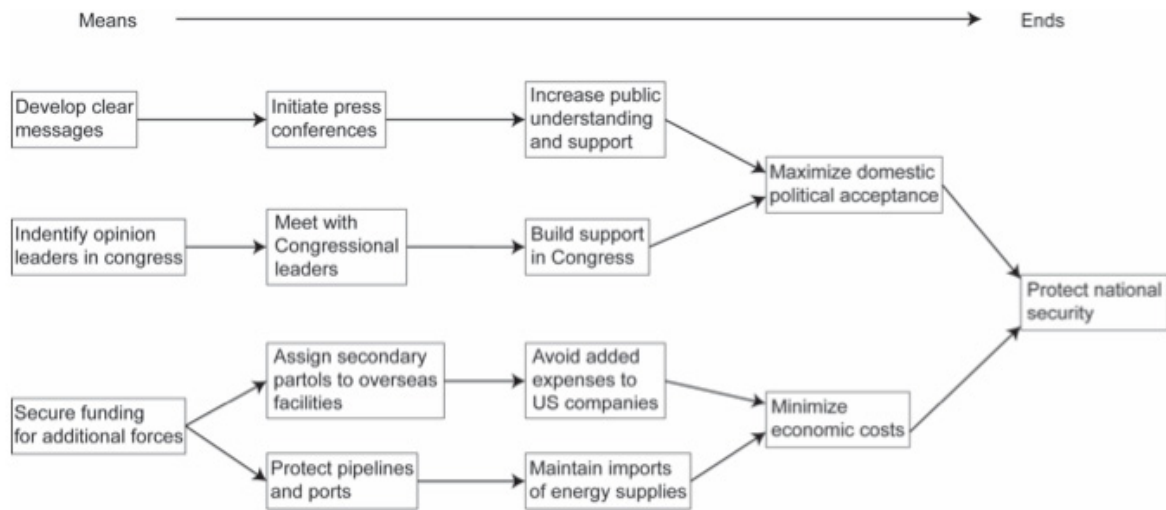 Means
Ends
Develop clear
messages
Initiate press
conferences
Increase public
understanding
and support
Maximize domestic
political acceptance
Indentify opinion
leaders in congress
Meet with
Congressional
leaders
Build support
in Congress
Protect national
security
Assign secondary
partols to overseas
facilities
Avoid added
expenses to
US companies
Secure funding
for additional forces
Minimize
economic costs
Protect pipelines
and ports
Maintain imports
of energy supplies